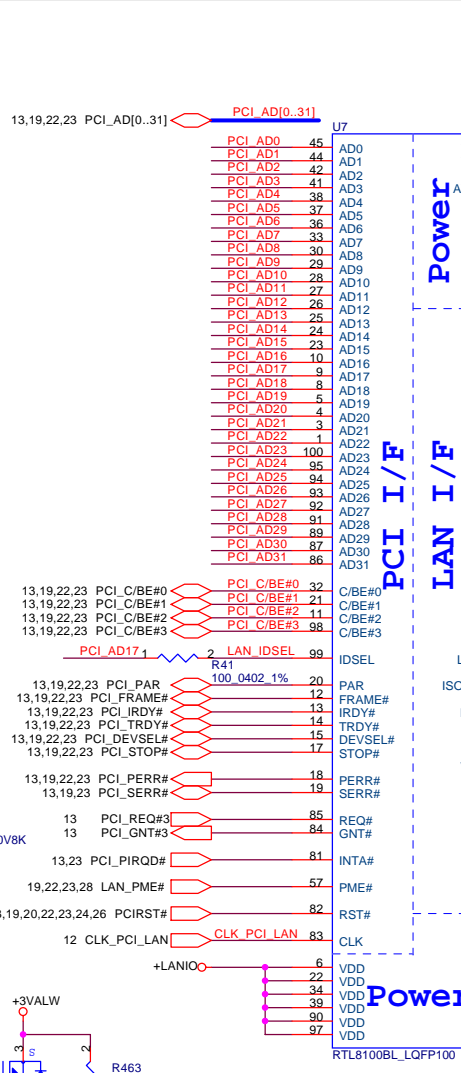 PCI_AD[0..31]
13,19,22,23 PCI_AD[0..31]
U7
PCI_AD0 45 AD0
PCI_AD1 44 AD1
PCI_AD2 42 AD2
PCI_AD3 41 AD3
PCI_AD4 38 AD4
PCI_AD5 37 AD5
PCI_AD6 36 AD6
PCI_AD7 33 AD7
PCI_AD8 30 AD8
PCI_AD9 29 AD9
PCI_AD10 28 AD10
PCI_AD11 27 AD11
PCI_AD12 26 AD12
PCI_AD13 25 AD13
PCI_AD14 24 AD14
PCI_AD15 23 AD15
PCI_AD16 10 AD16
PCI_AD17 9 AD17
PCI_AD18 8 AD18
PCI_AD19 5 AD19
PCI_AD20 4 AD20
PCI_AD21 3 AD21
PCI_AD22 1 AD22
PCI_AD23 100 AD23
PCI_AD24 95 AD24
PCI_AD25 94 AD25
PCI_AD26 93 AD26
PCI_AD27 92 AD27
PCI_AD28 91 AD28
PCI_AD29 89 AD29
PCI_AD30 87 AD30
PCI_AD31 86 AD31
Power
A
PCI I/F
LAN I/F
13,19,22,23 PCI_C/BE#0 PCI_C/BE#0 32 C/BE#0
13,19,22,23 PCI_C/BE#1 PCI_C/BE#1 21 C/BE#1
13,19,22,23 PCI_C/BE#2 PCI_C/BE#2 11 C/BE#2
13,19,22,23 PCI_C/BE#3 PCI_C/BE#3 98 C/BE#3
PCI_AD17 1 2 LAN_IDSEL 99 IDSEL
L
R41
100_0402_1%
13,19,22,23 PCI_PAR 20 PAR
ISO
13,19,22,23 PCI_FRAME# 12 FRAME#
13,19,22,23 PCI_IRDY# 13 IRDY#
13,19,22,23 PCI_TRDY# 14 TRDY#
13,19,22,23 PCI_DEVSEL# 15 DEVSEL#
13,19,22,23 PCI_STOP# 17 STOP#
13,19,22,23 PCI_PERR# 18 PERR#
13,19,23 PCI_SERR# 19 SERR#
13 PCI_REQ#3 85 REQ#
13 PCI_GNT#3 84 GNT#
0V8K
13,23 PCI_PIRQD# 81 INTA#
19,22,23,28 LAN_PME# 57 PME#
,19,20,22,23,24,26 PCIRST# 82 RST#
12 CLK_PCI_LAN CLK_PCI_LAN 83 CLK
+LANIO 6 VDD
22 VDD
34 VDD
39 VDD
90 VDD
97 VDD
Power
+3VALW
RTL8100BL_LQFP100
3
S
2
R463